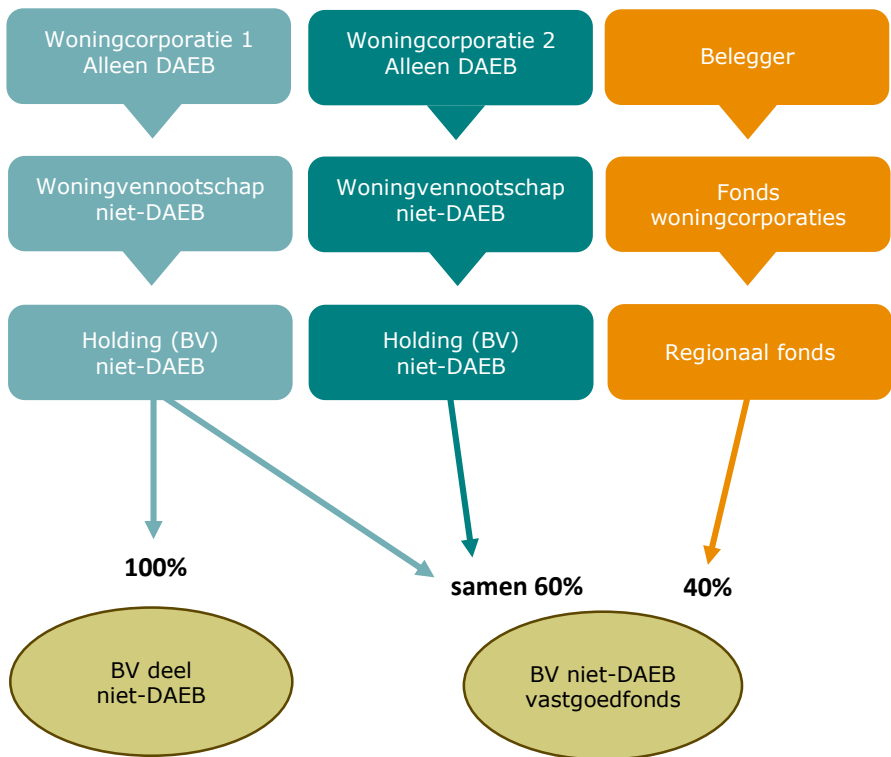 Woningcorporatie 1
Alleen DAEB
Woningcorporatie 2
Alleen DAEB
Belegger
Woningvennootschap
niet-DAEB
Woningvennootschap
niet-DAEB
Fonds
woningcorporaties
Holding (BV)
niet-DAEB
Holding (BV)
niet-DAEB
Regionaal fonds
100%
samen 60%
40%
BV deel
niet-DAEB
BV niet-DAEB
vastgoedfonds